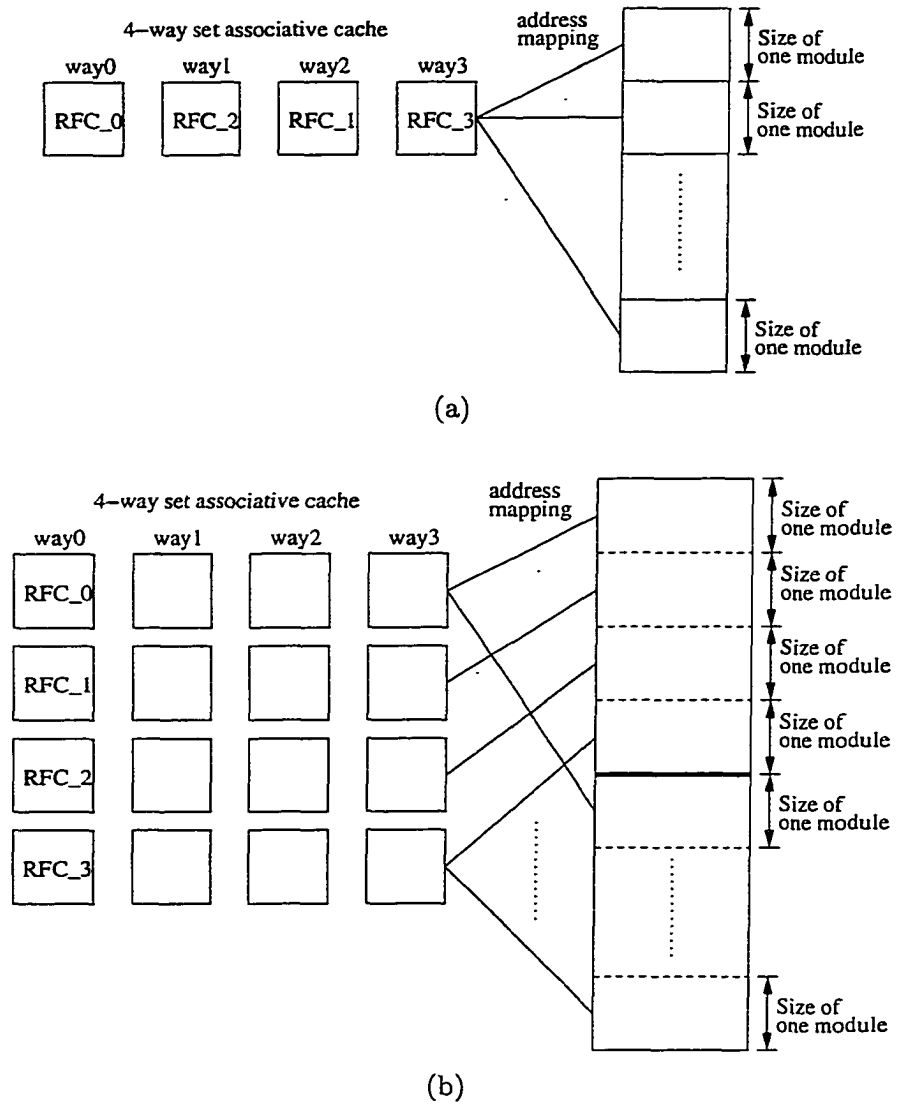 4-way set associative cache
address
mapping
way0 way1 way2 way3
RFC_0 RFC_2 RFC_1 RFC_3
Size of
one module
Size of
one module
Size of
one module
(a)
4-way set associative cache
address
mapping
way0 way1 way2 way3
RFC_0
RFC_1
RFC_2
RFC_3
Size of
one module
Size of
one module
Size of
one module
Size of
one module
Size of
one module
Size of
one module
(b)